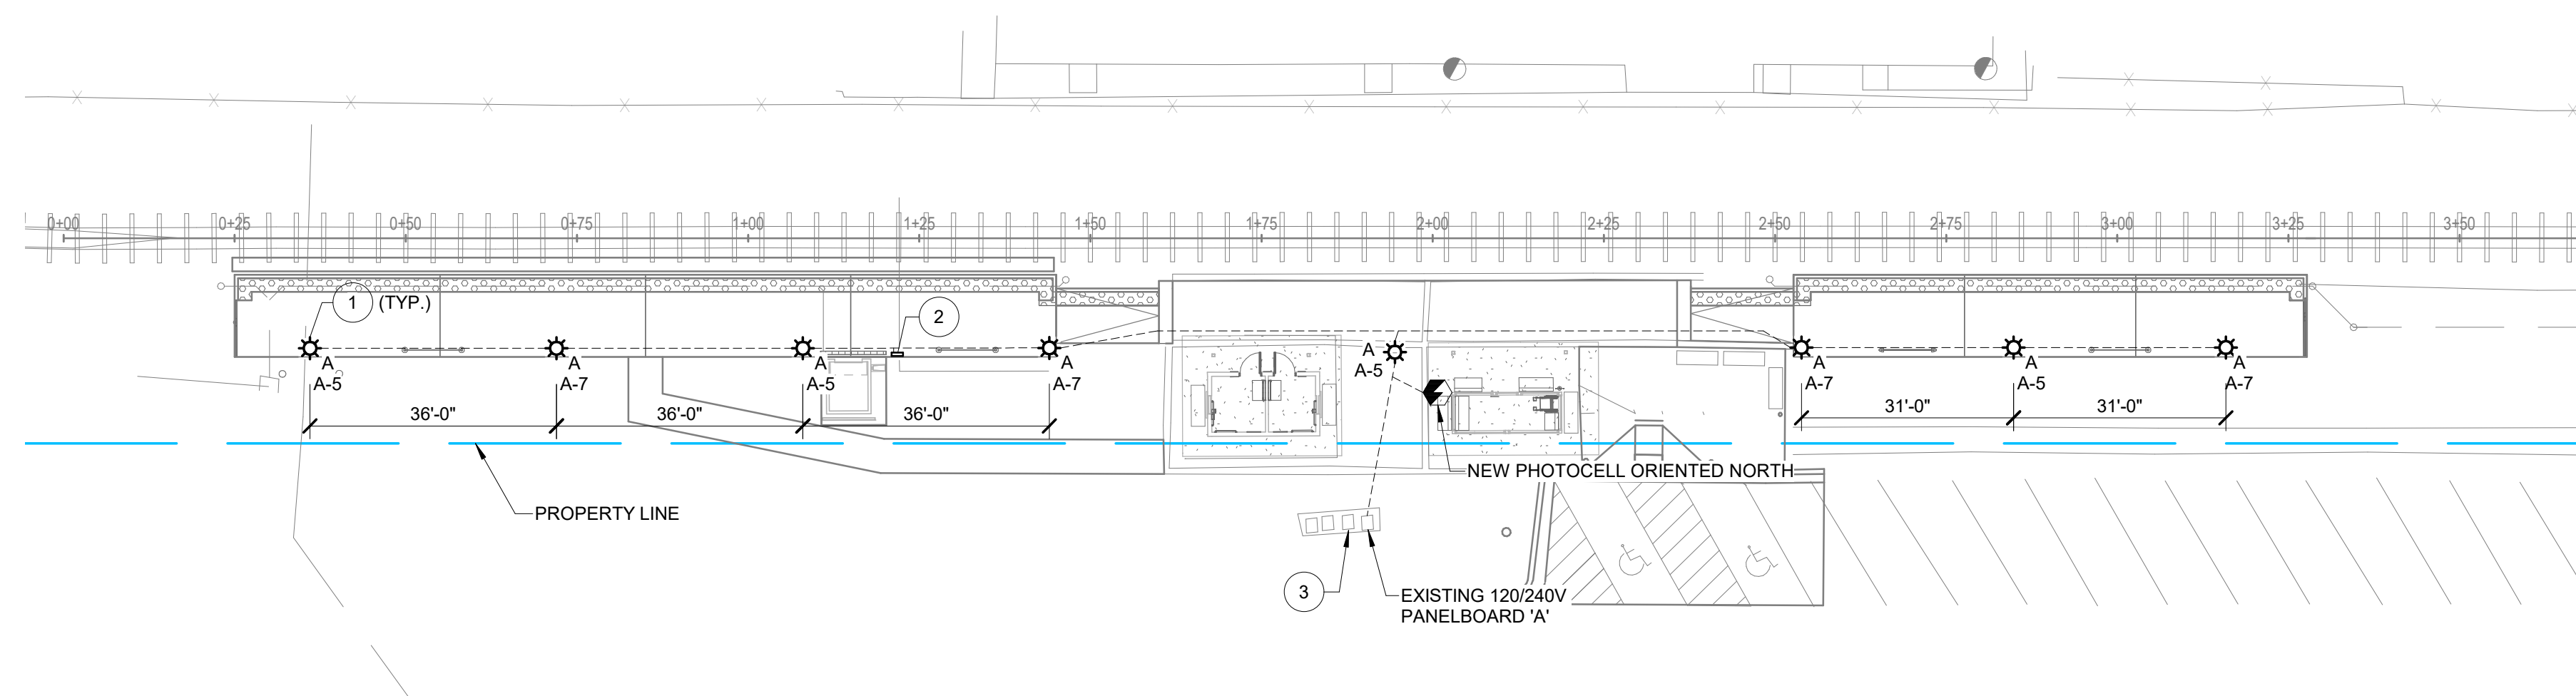 0+00 0+25 0+50 0+75 1+00 1+25 1+50 1+75 2+00 2+25 2+50 2+75 3+00 3+25 3+50
1 (TYP.)
2
A
A-5
A
A-7
A
A-5
A
A-7
A
A-5
A
A-7
A
A-5
A
A-7
36'-0" 36'-0" 36'-0" 31'-0" 31'-0"
NEW PHOTOCELL ORIENTED NORTH
PROPERTY LINE
3
EXISTING 120/240V
PANELBOARD 'A'